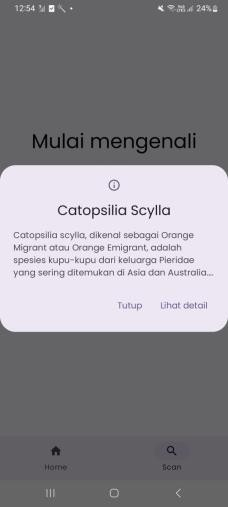 12:54
24%
Mulai mengenali
Catopsilia Scylla
Catopsilia scylla, dikenal sebagai Orange
Migrant atau Orange Emigrant, adalah
spesies kupu-kupu dari keluarga Pieridae
yang sering ditemukan di Asia dan Australia....
Tutup Lihat detail
Home Scan